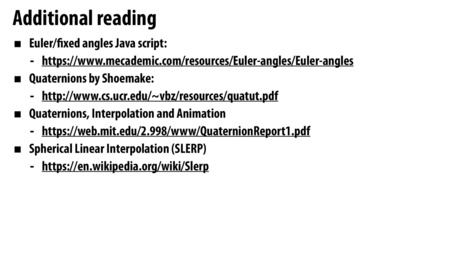 Additional reading
■ Euler/fixed angles Java script:
- https://www.mecademic.com/resources/Euler-angles/Euler-angles
■ Quaternions by Shoemake:
- http://www.cs.ucr.edu/~vbz/resources/quatut.pdf
■ Quaternions, Interpolation and Animation
- https://web.mit.edu/2.998/www/QuaternionReport1.pdf
■ Spherical Linear Interpolation (SLERP)
- https://en.wikipedia.org/wiki/Slerp